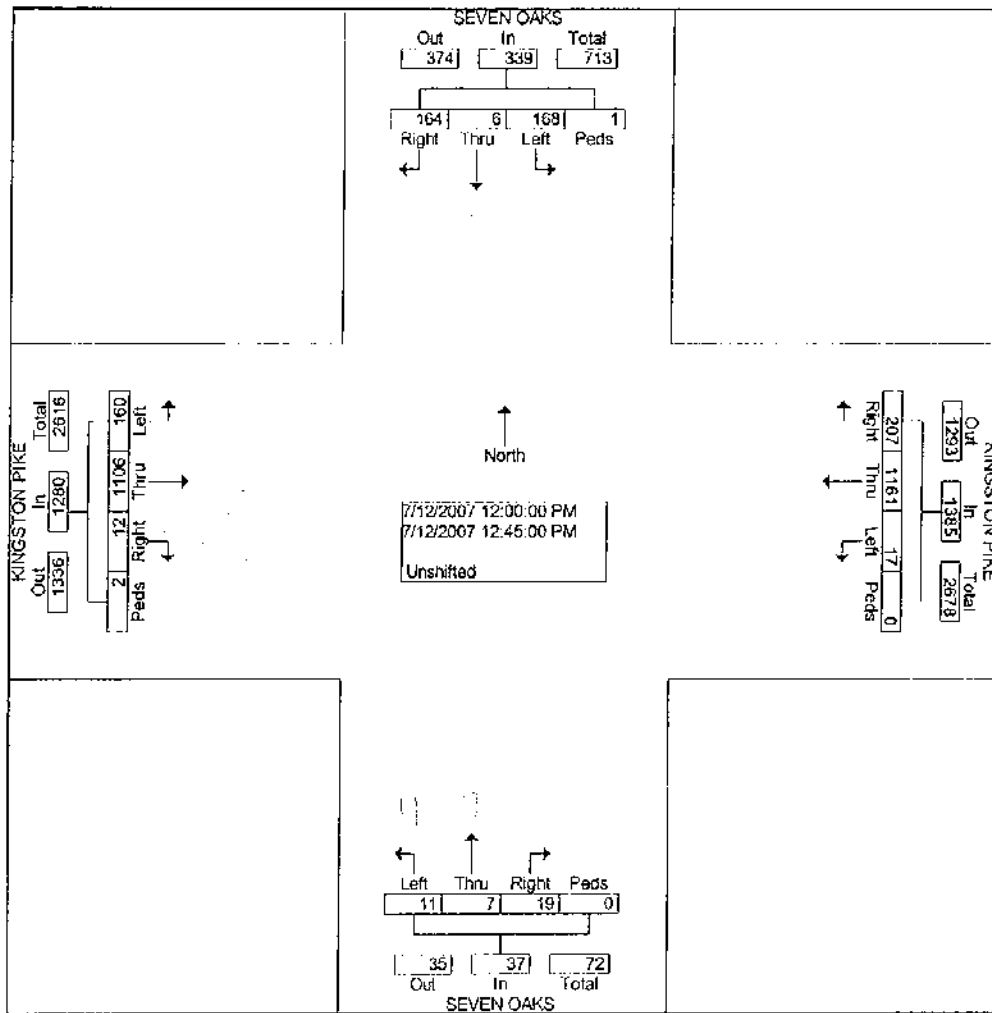 SEVEN OAKS
Out In Total
374 339 713
164 6 168 1
Right Thru Left Peds
KINGSTON PIKE
Total In Out
2616 1280 1336
160 1106 12 2
Left Thru Right Peds
North
7/12/2007 12:00:00 PM
7/12/2007 12:45:00 PM
Unshifted
Right Thru Left Peds
207 1161 17 0
Out In Total
1293 1385 2678
KINGSTON PIKE
Left Thru Right Peds
11 7 19 0
35 37 72
Out In Total
SEVEN OAKS